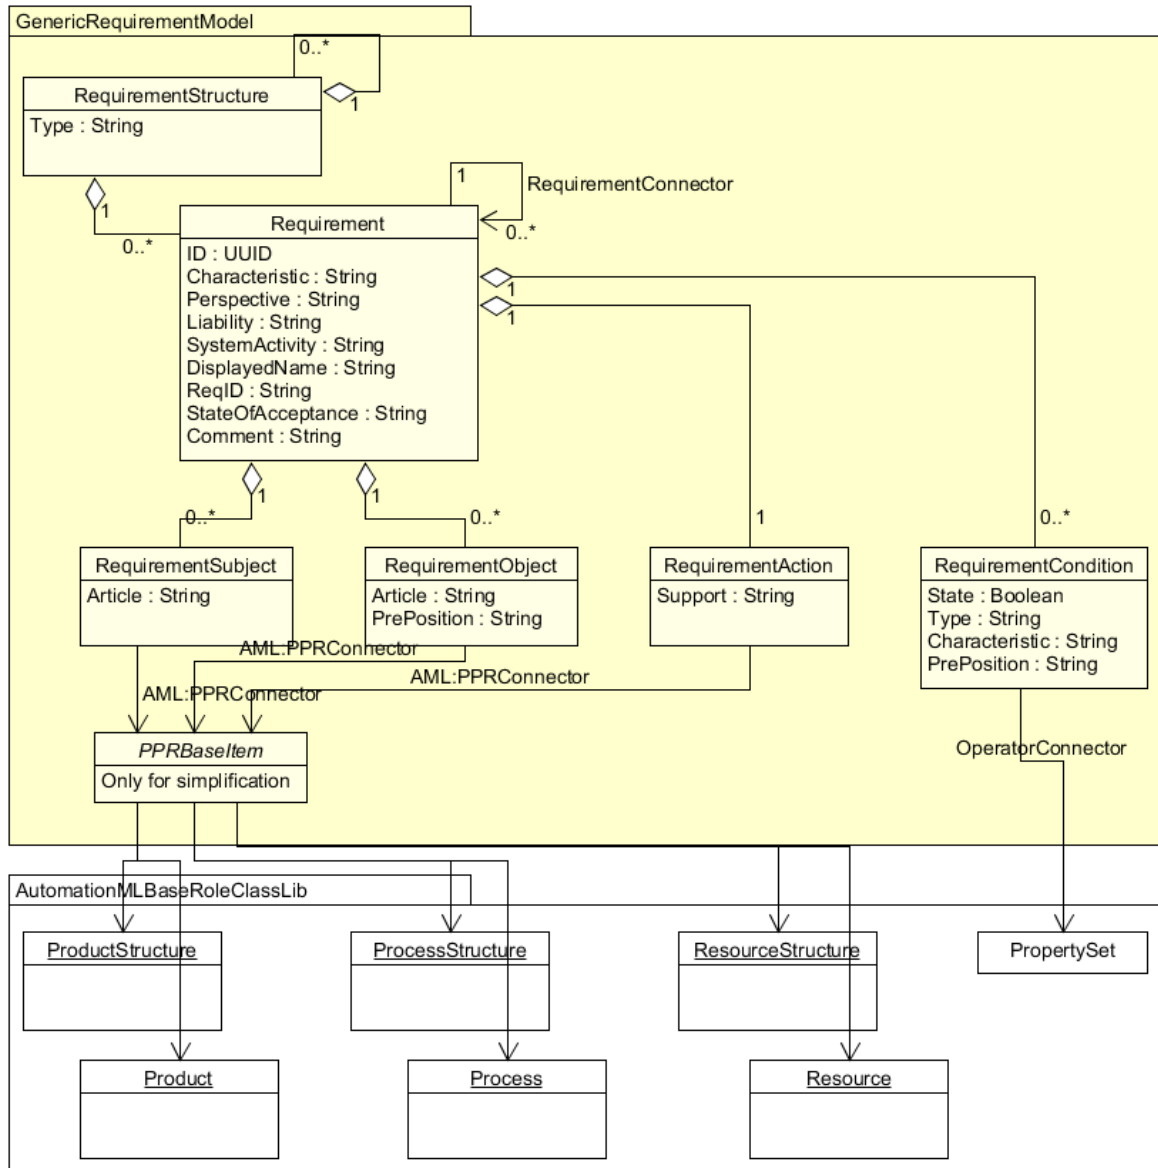 GenericRequirementModel
0..*
RequirementStructure
1
Type : String
1
RequirementConnector
1
0..*
Requirement
0..*
ID : UUID
Characteristic : String
1
Perspective : String
1
Liability : String
SystemActivity : String
DisplayedName : String
ReqID : String
StateOfAcceptance : String
Comment : String
1
1
0..*
0..*
1
0..*
RequirementSubject
Article : String
RequirementObject
Article : String
PrePosition : String
RequirementAction
Support : String
RequirementCondition
State : Boolean
Type : String
Characteristic : String
PrePosition : String
AML:PPRConnector
AML:PPRConnector
AML:PPRConnector
PPRBaseItem
Only for simplification
OperatorConnector
AutomationMLBaseRoleClassLib
ProductStructure
ProcessStructure
ResourceStructure
PropertySet
Product
Process
Resource